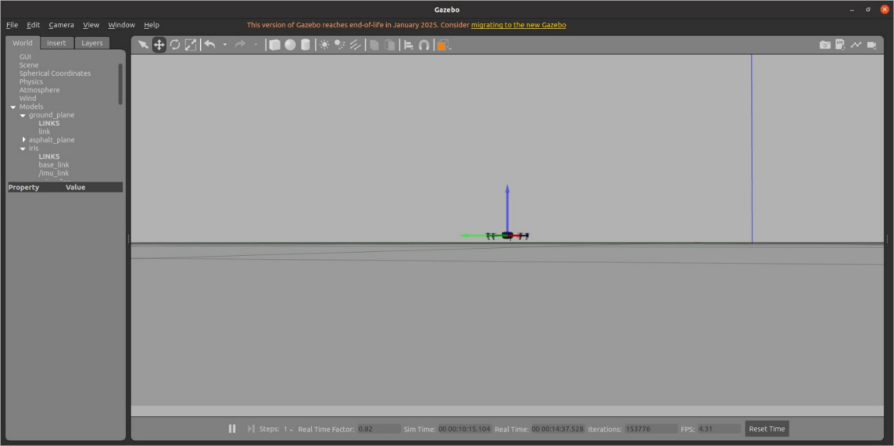 Gazebo
File Edit Camera View Window Help
This version of Gazebo reaches end-of-life in January 2025. Consider migrating to the new Gazebo
World Insert Layers
GUI
Scene
Spherical Coordinates
Physics
Atmosphere
Wind
Models
ground_plane
LINKS
link
asphalt_plane
iris
LINKS
base_link
/imu_link
Property Value
Steps: 1 Real Time Factor: 0.82 Sim Time: 00 00:10:15.104 Real Time: 00 00:14:37.528 Iterations: 153776 FPS: 4.31 Reset Time